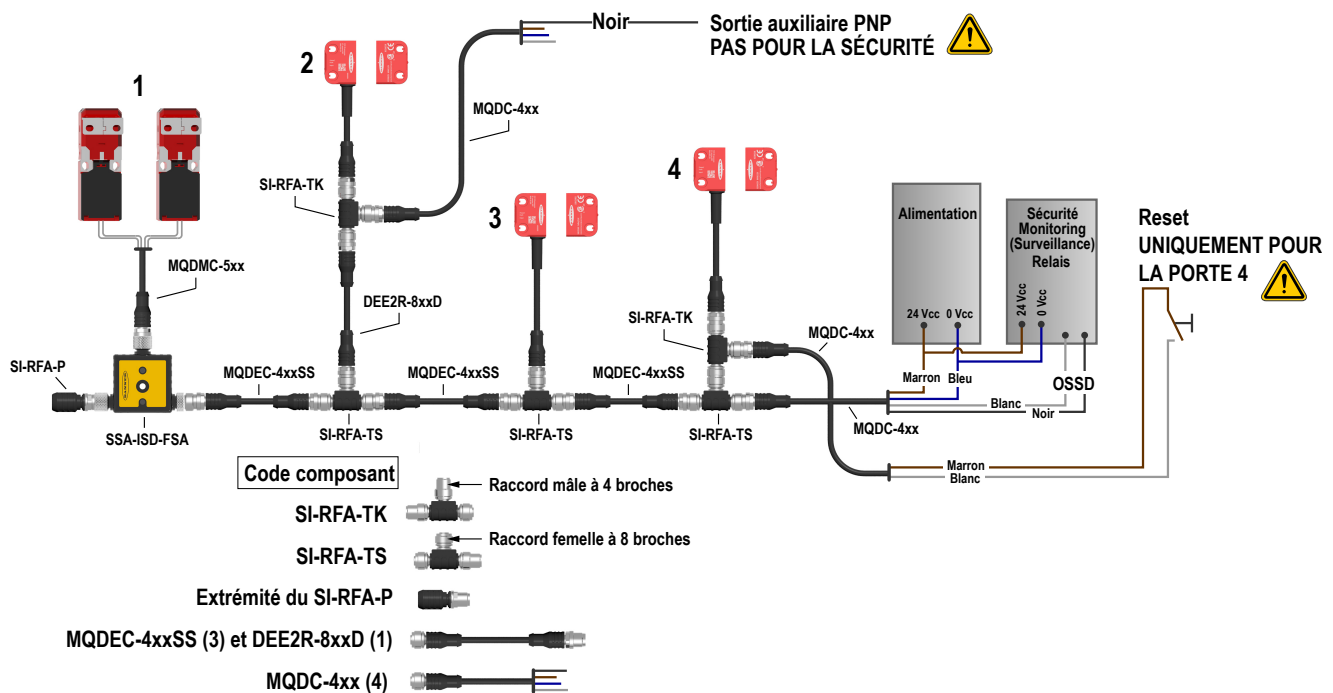 Noir
Sortie auxiliaire PNP
PAS POUR LA SÉCURITÉ
1
2
MQDC-4xx
SI-RFA-TK
3
4
MQDMC-5xx
DEE2R-8xxD
SI-RFA-TK
MQDC-4xx
Alimentation
24 Vcc
0 Vcc
Sécurité
Monitoring
(Surveillance)
Relais
24 Vcc
0 Vcc
Reset
UNIQUEMENT POUR
LA PORTE 4
SI-RFA-P
MQDEC-4xxSS
MQDEC-4xxSS
MQDEC-4xxSS
Marron
Bleu
OSSD
Blanc
Noir
MQDC-4xx
SSA-ISD-FSA
SI-RFA-TS
SI-RFA-TS
SI-RFA-TS
Marron
Blanc
Code composant
SI-RFA-TK
Raccord mâle à 4 broches
SI-RFA-TS
Raccord femelle à 8 broches
Extrémité du SI-RFA-P
MQDEC-4xxSS (3) et DEE2R-8xxD (1)
MQDC-4xx (4)